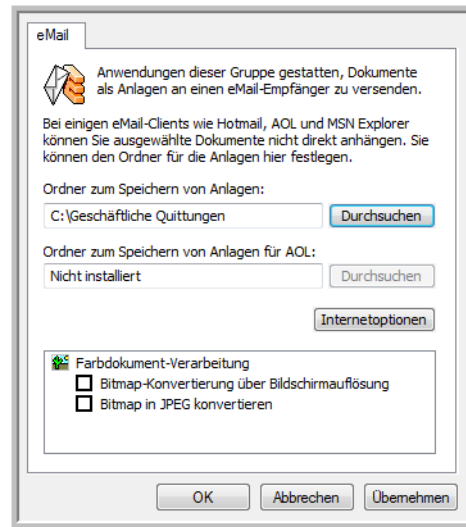 eMail
Anwendungen dieser Gruppe gestatten, Dokumente
als Anlagen an einen eMail-Empfänger zu versenden.
Bei einigen eMail-Clients wie Hotmail, AOL und MSN Explorer
können Sie ausgewählte Dokumente nicht direkt anhängen. Sie
können den Ordner für die Anlagen hier festlegen.
Ordner zum Speichern von Anlagen:
C:\Geschäftliche Quittungen
Durchsuchen
Ordner zum Speichern von Anlagen für AOL:
Nicht installiert
Durchsuchen
Internetoptionen
Farbdokument-Verarbeitung
Bitmap-Konvertierung über Bildschirmauflösung
Bitmap in JPEG konvertieren
OK
Abbrechen
Übernehmen